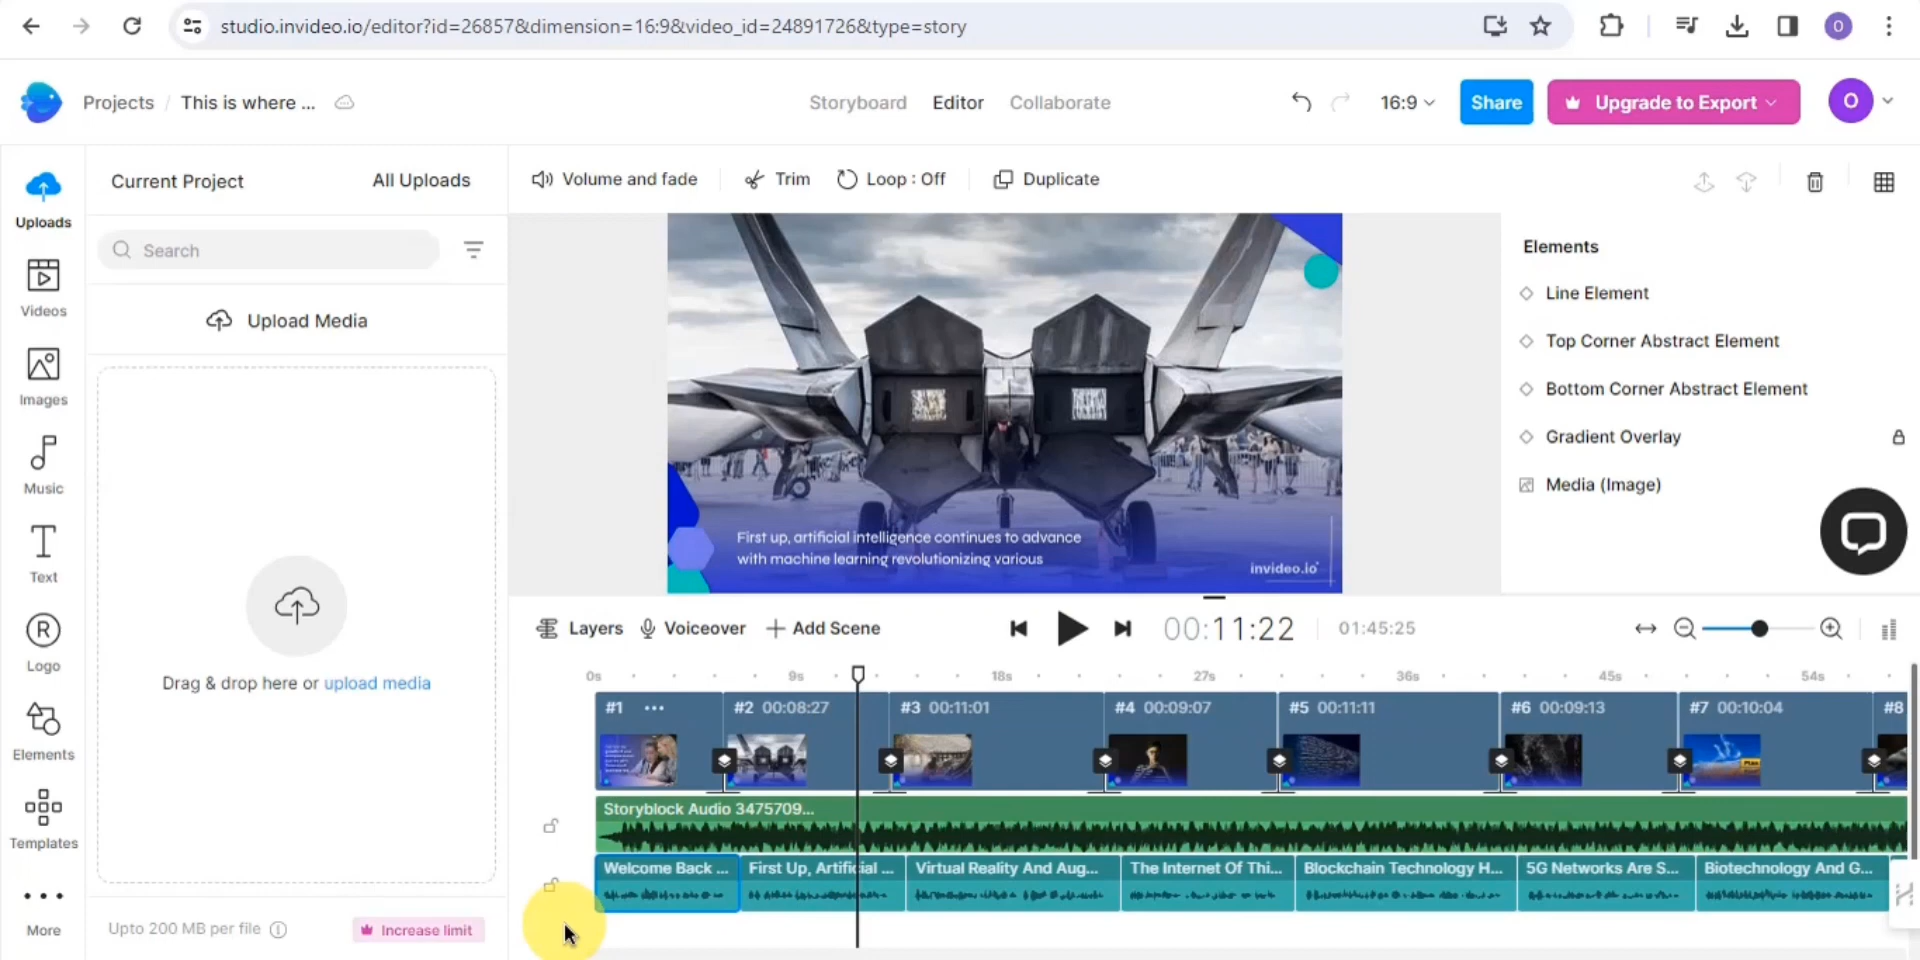 studio.invideo.io/editor?id=26857&dimension=16:9&video_id=24891726&type=story
O
Projects / This is where ...
Storyboard Editor Collaborate
16:9
Share
Upgrade to Export
O
Uploads
Videos
Images
Music
Text
R
Logo
Elements
Templates
More
Current Project All Uploads
Search
Upload Media
Drag & drop here or upload media
Upto 200 MB per file
Increase limit
Volume and fade Trim Loop : Off Duplicate
First up, artificial intelligence continues to advance
with machine learning revolutionizing various
invideo.io
Elements
Line Element
Top Corner Abstract Element
Bottom Corner Abstract Element
Gradient Overlay
Media (Image)
Layers Voiceover Add Scene
00:11:22 01:45:25
0s 9s 18s 27s 36s 45s 54s
#1 ... #2 00:08:27 #3 00:11:01 #4 00:09:07 #5 00:11:11 #6 00:09:13 #7 00:10:04 #8
Storyblock Audio 3475709...
Welcome Back ... First Up, Artificial ... Virtual Reality And Aug... The Internet Of Thi... Blockchain Technology H... 5G Networks Are S... Biotechnology And G...